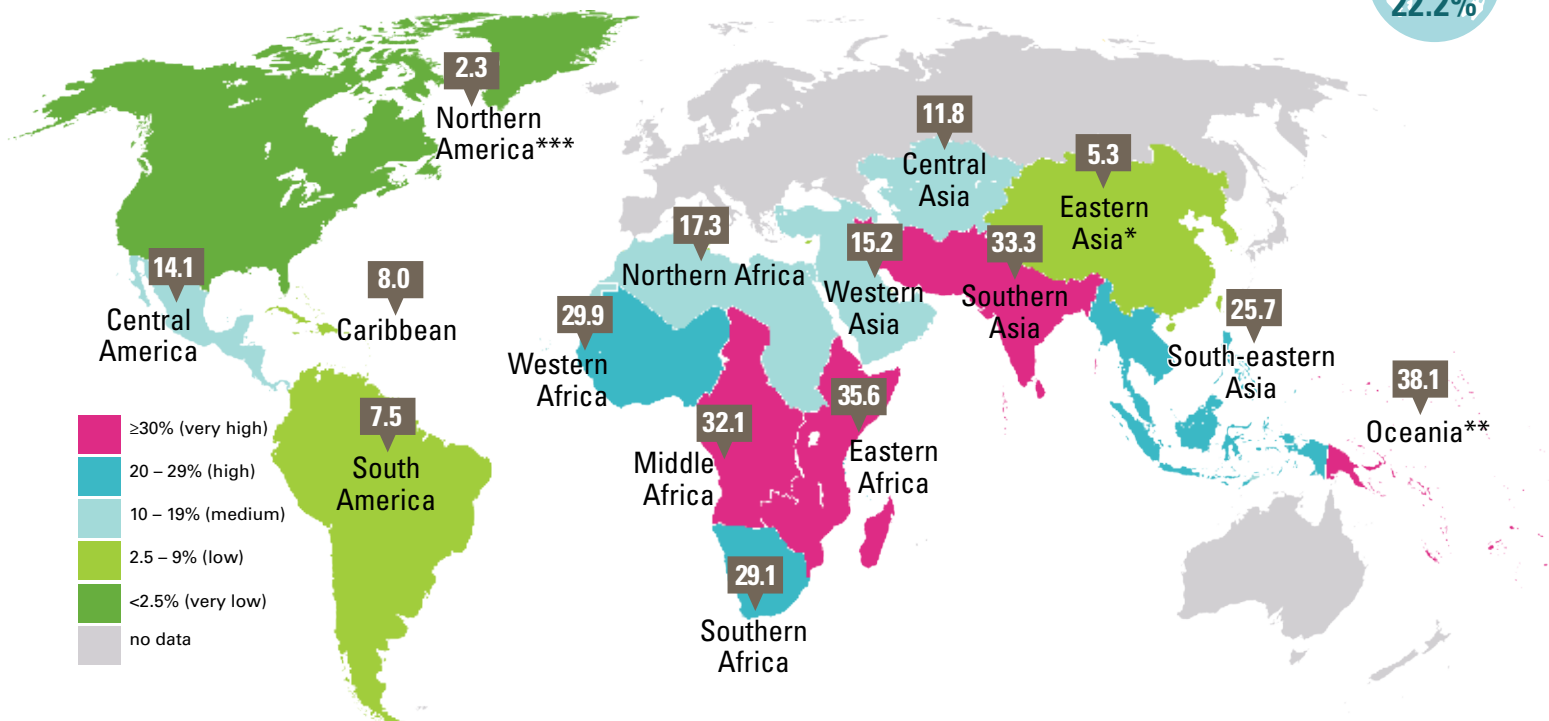 22.2%
2.3
Northern
America***
11.8
Central
Asia
5.3
Eastern
Asia*
17.3
Northern Africa
15.2
Western
Asia
33.3
Southern
Asia
14.1
Central
America
8.0
Caribbean
29.9
Western
Africa
25.7
South-eastern
Asia
38.1
Oceania**
7.5
South
America
32.1
Middle
Africa
35.6
Eastern
Africa
29.1
Southern
Africa
≥30% (very high)
20 – 29% (high)
10 – 19% (medium)
2.5 – 9% (low)
<2.5% (very low)
no data